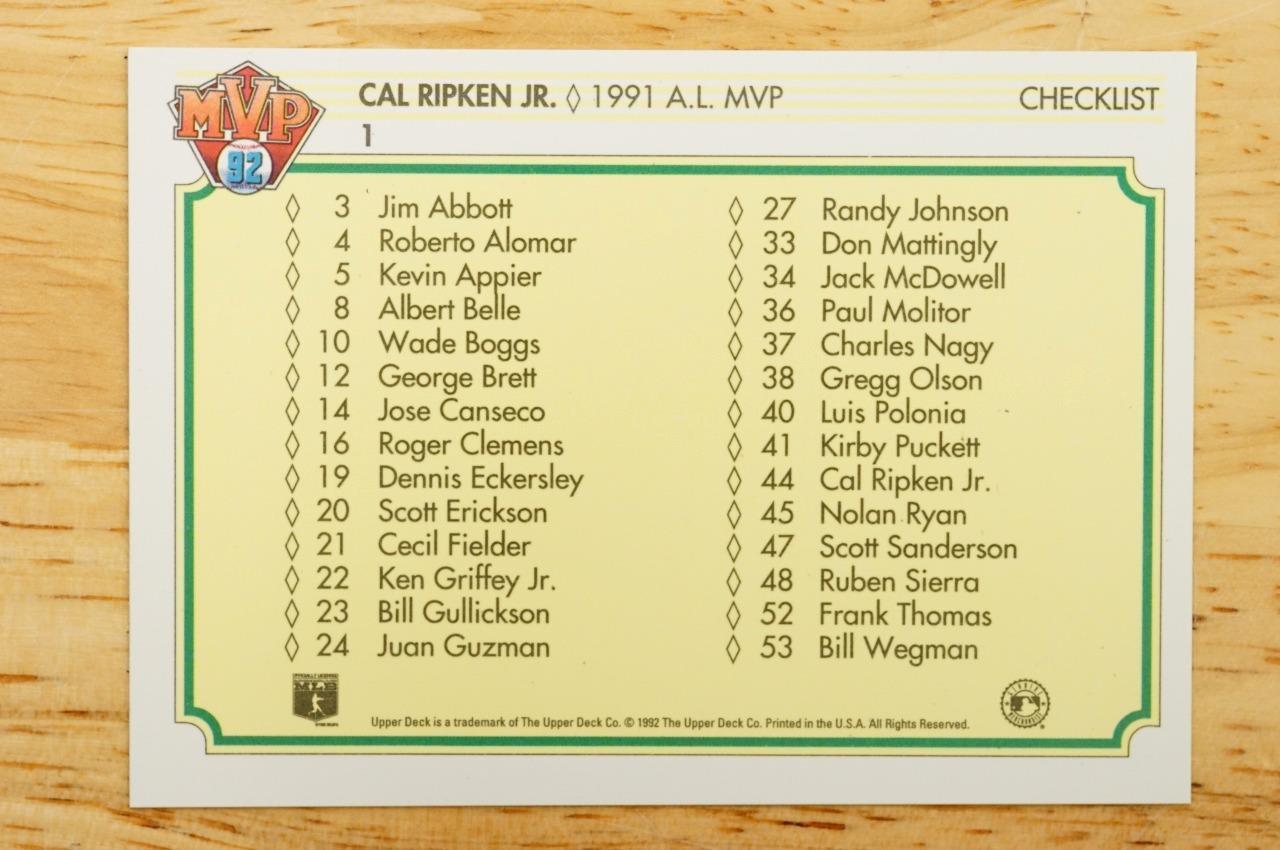 MVP
92
CAL RIPKEN JR. ◊ 1991 A.L. MVP
CHECKLIST
1
◊ 3 Jim Abbott
◊ 4 Roberto Alomar
◊ 5 Kevin Appier
◊ 8 Albert Belle
◊ 10 Wade Boggs
◊ 12 George Brett
◊ 14 Jose Canseco
◊ 16 Roger Clemens
◊ 19 Dennis Eckersley
◊ 20 Scott Erickson
◊ 21 Cecil Fielder
◊ 22 Ken Griffey Jr.
◊ 23 Bill Gullickson
◊ 24 Juan Guzman
◊ 27 Randy Johnson
◊ 33 Don Mattingly
◊ 34 Jack McDowell
◊ 36 Paul Molitor
◊ 37 Charles Nagy
◊ 38 Gregg Olson
◊ 40 Luis Polonia
◊ 41 Kirby Puckett
◊ 44 Cal Ripken Jr.
◊ 45 Nolan Ryan
◊ 47 Scott Sanderson
◊ 48 Ruben Sierra
◊ 52 Frank Thomas
◊ 53 Bill Wegman
MLB
Upper Deck is a trademark of The Upper Deck Co. © 1992 The Upper Deck Co. Printed in the U.S.A. All Rights Reserved.